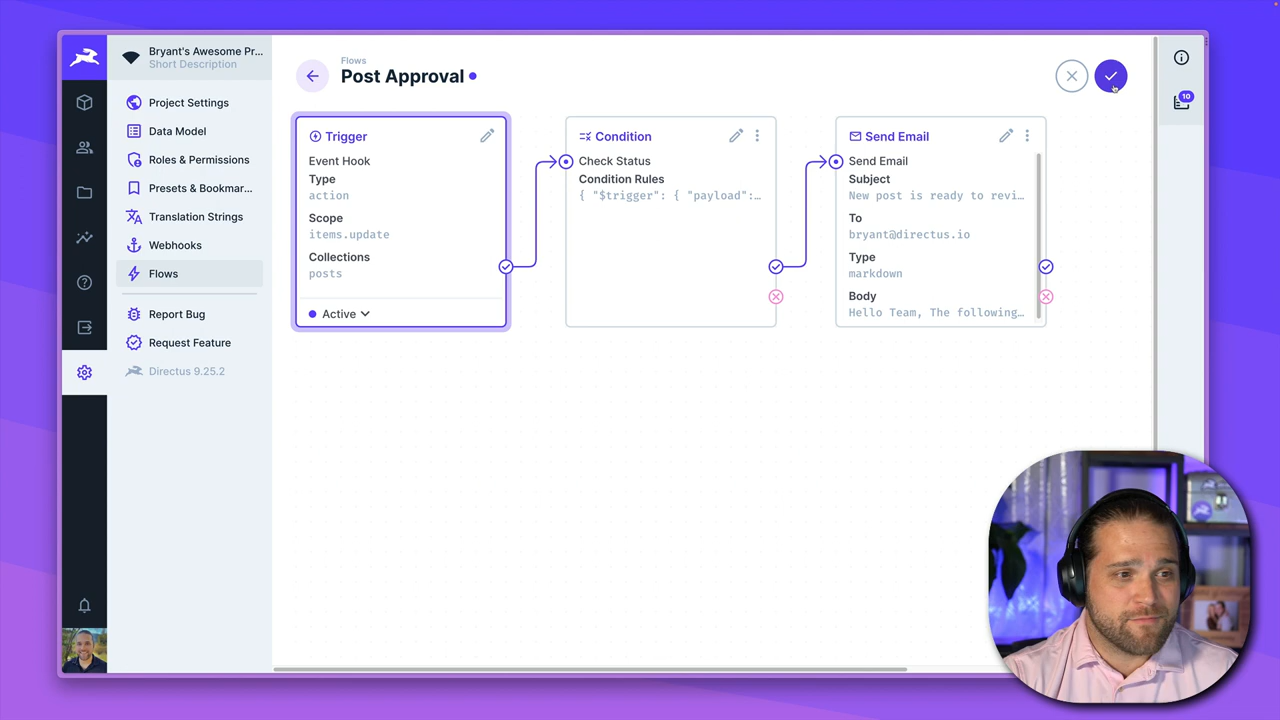 Bryant's Awesome Pr...
Short Description
Project Settings
Data Model
Roles & Permissions
Presets & Bookmar...
Translation Strings
Webhooks
Flows
Report Bug
Request Feature
Directus 9.25.2
Flows
Post Approval
10
Trigger
Event Hook
Type
action
Scope
items.update
Collections
posts
Active
Condition
Check Status
Condition Rules
{ "$trigger": { "payload":...
Send Email
Send Email
Subject
New post is ready to revi...
To
bryant@directus.io
Type
markdown
Body
Hello Team, The following...